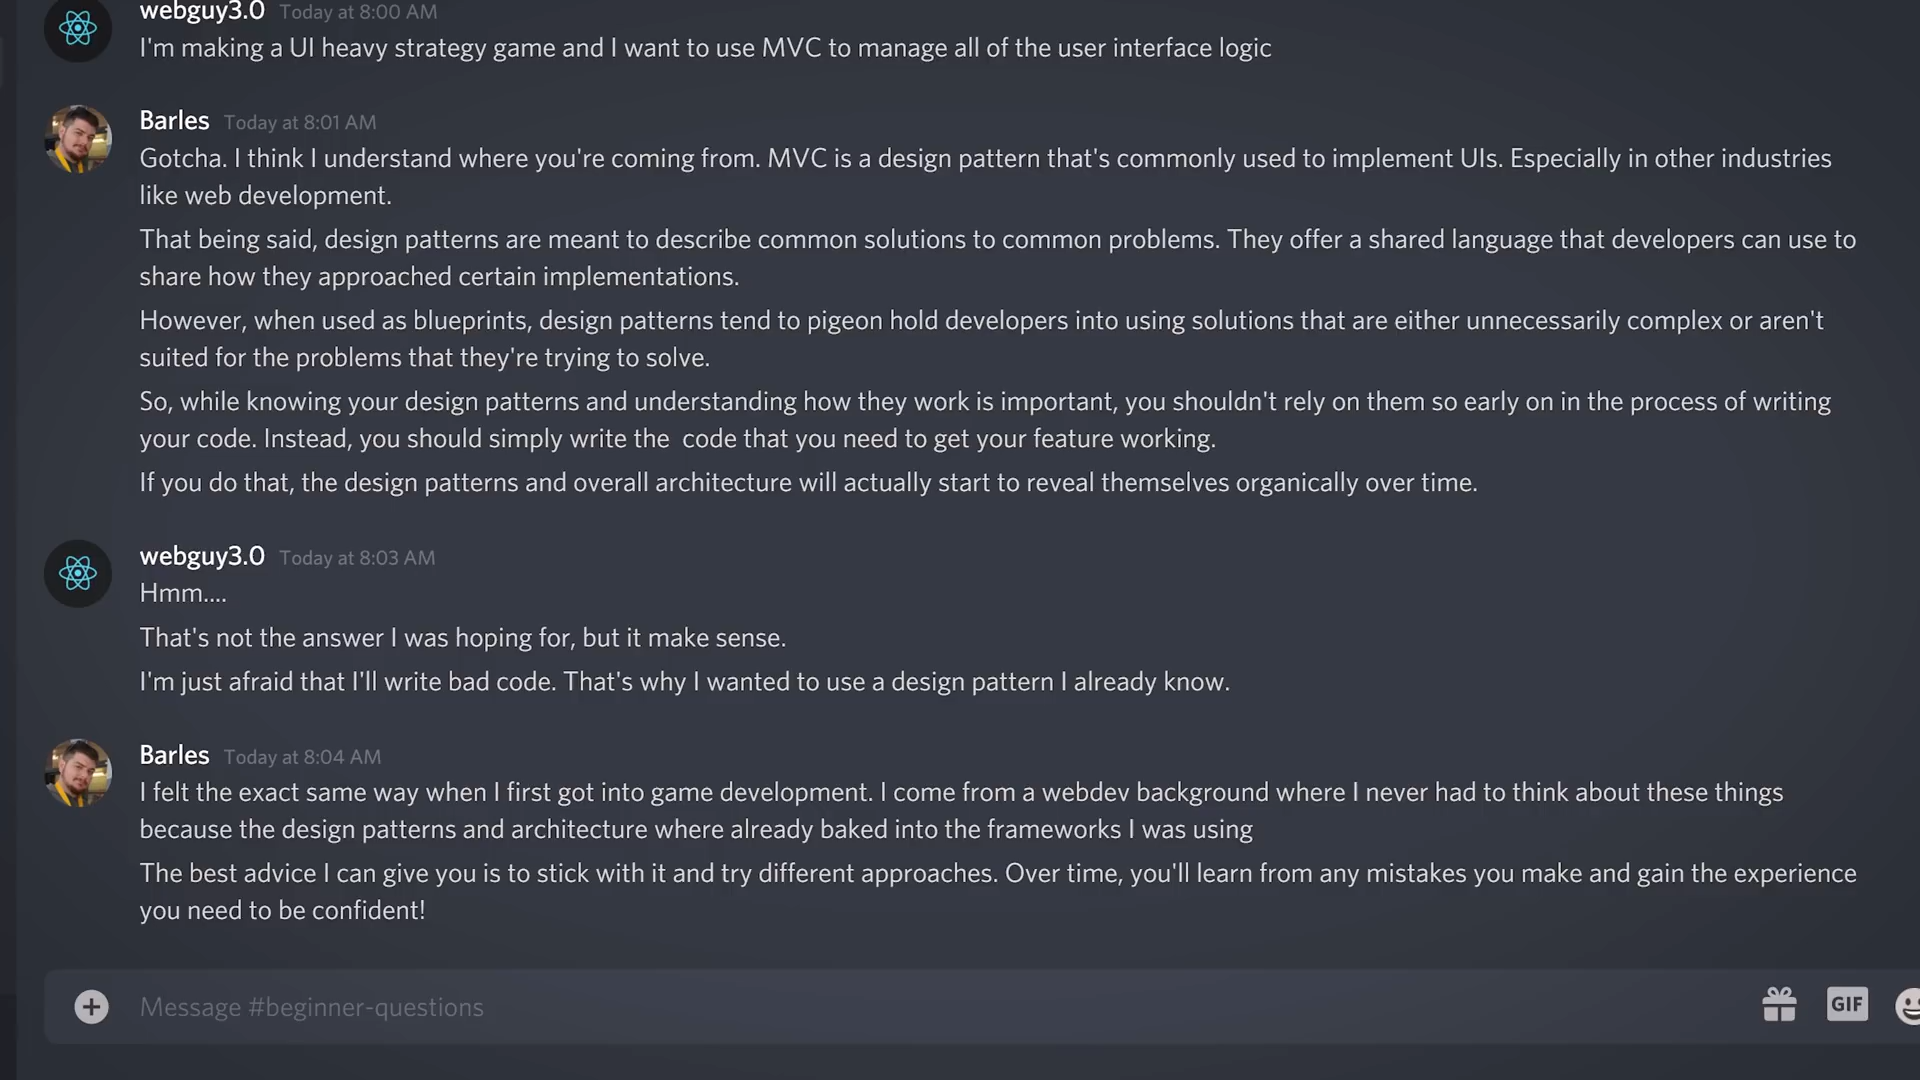 webguy3.0 Today at 8:00 AM
I'm making a UI heavy strategy game and I want to use MVC to manage all of the user interface logic
Barles Today at 8:01 AM
Gotcha. I think I understand where you're coming from. MVC is a design pattern that's commonly used to implement UIs. Especially in other industries
like web development.
That being said, design patterns are meant to describe common solutions to common problems. They offer a shared language that developers can use to
share how they approached certain implementations.
However, when used as blueprints, design patterns tend to pigeon hold developers into using solutions that are either unnecessarily complex or aren't
suited for the problems that they're trying to solve.
So, while knowing your design patterns and understanding how they work is important, you shouldn't rely on them so early on in the process of writing
your code. Instead, you should simply write the  code that you need to get your feature working.
If you do that, the design patterns and overall architecture will actually start to reveal themselves organically over time.
webguy3.0 Today at 8:03 AM
Hmm....
That's not the answer I was hoping for, but it make sense.
I'm just afraid that I'll write bad code. That's why I wanted to use a design pattern I already know.
Barles Today at 8:04 AM
I felt the exact same way when I first got into game development. I come from a webdev background where I never had to think about these things
because the design patterns and architecture where already baked into the frameworks I was using
The best advice I can give you is to stick with it and try different approaches. Over time, you'll learn from any mistakes you make and gain the experience
you need to be confident!
Message #beginner-questions GIF